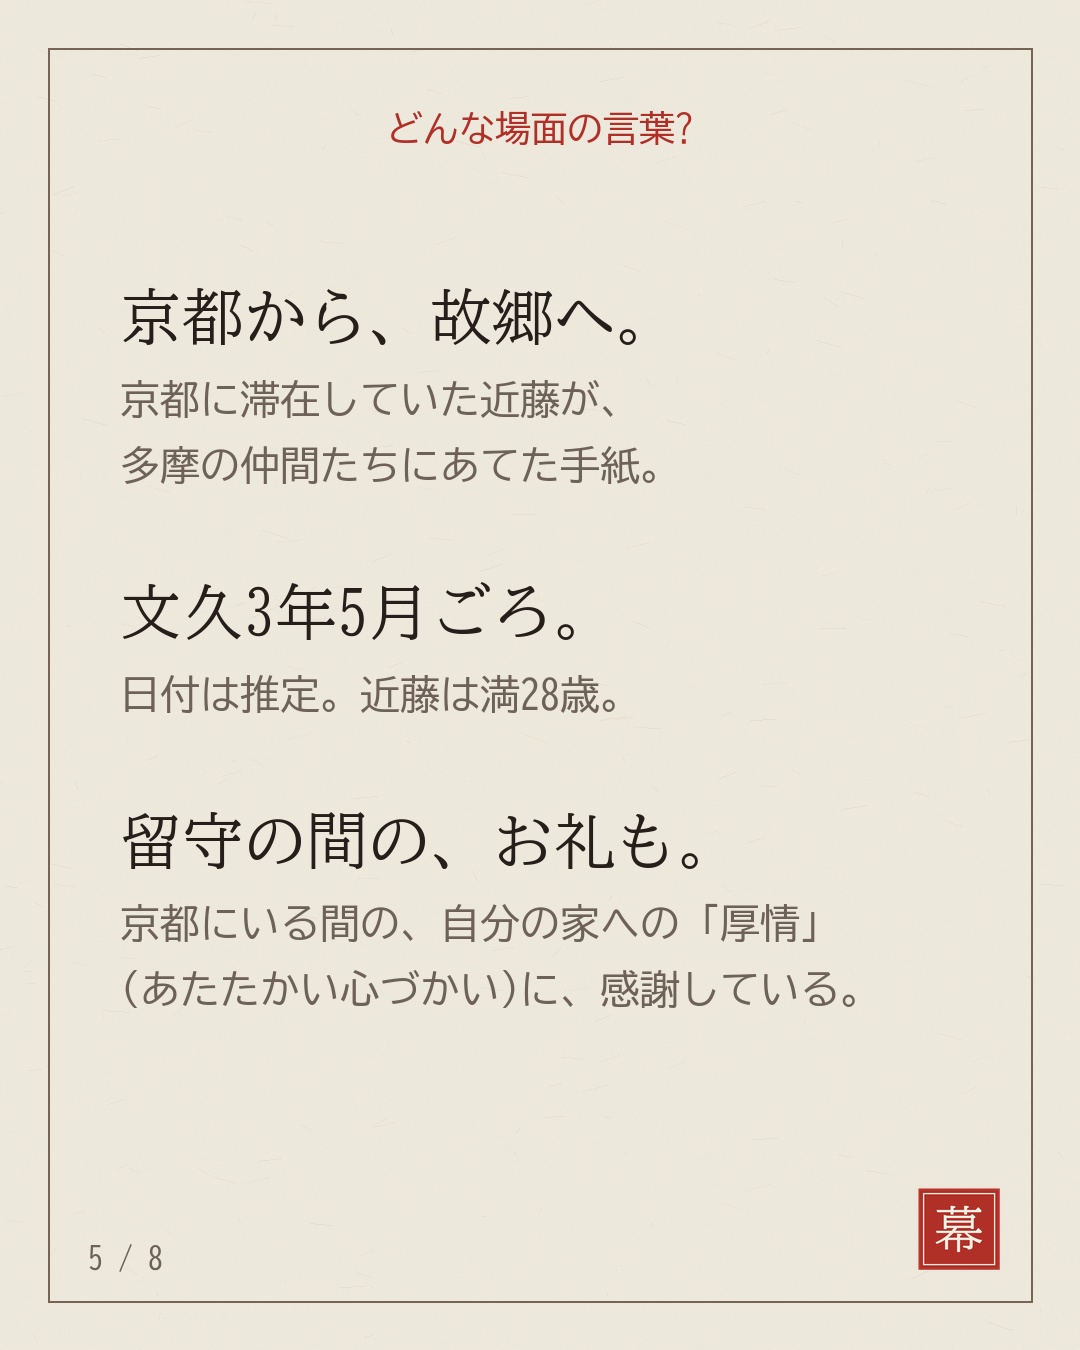 どんな場面の言葉?
京都から、故郷へ。
京都に滞在していた近藤が、
多摩の仲間たちにあてた手紙。
文久3年5月ごろ。
日付は推定。近藤は満28歳。
留守の間の、お礼も。
京都にいる間の、自分の家への「厚情」
(あたたかい心づかい)に、感謝している。
幕
5 / 8